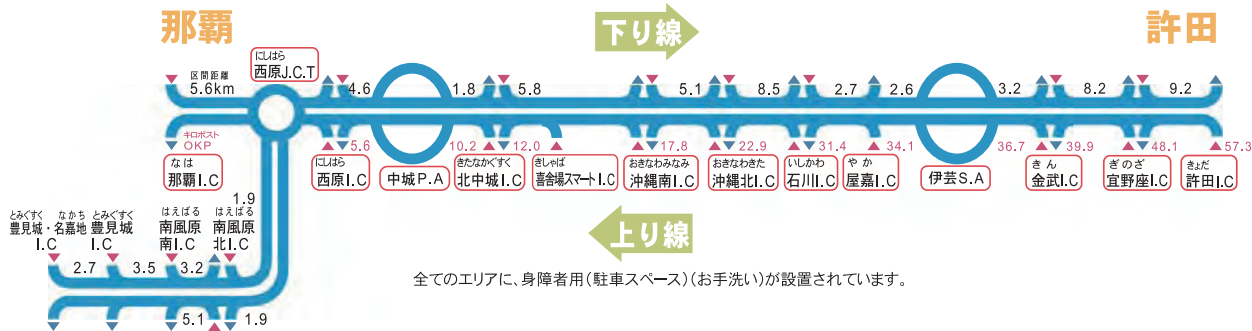 那覇
下り線
許田
にしはら
西原J.C.T
区間距離
5.6km
4.6
1.8
5.8
5.1
8.5
2.7
2.6
3.2
8.2
9.2
キロポスト
OKP
5.6
10.2
12.0
17.8
22.9
31.4
34.1
36.7
39.9
48.1
57.3
なは
那覇I.C
にしはら
西原I.C
中城P.A
きたなかぐすく
北中城I.C
きしゃば
喜舎場スマートI.C
おきなわみなみ
沖縄南I.C
おきなわきた
沖縄北I.C
いしかわ
石川I.C
やか
屋嘉I.C
伊芸S.A
きん
金武I.C
ぎのざ
宜野座I.C
きょだ
許田I.C
1.9
とみぐすく なかち
豊見城・名嘉地
I.C
とみぐすく
豊見城
I.C
はえばる
南風原
南I.C
はえばる
南風原
北I.C
上り線
2.7
3.5
3.2
全てのエリアに、身障者用(駐車スペース)(お手洗い)が設置されています。
5.1
1.9